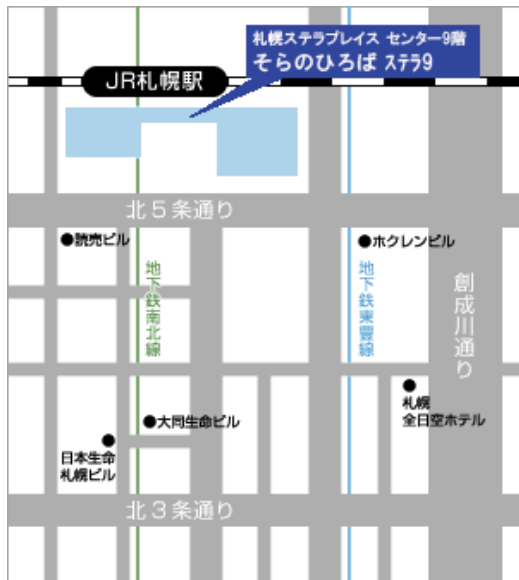 札幌ステラプレイス センター9階
そらのひろば ステラ9
JR札幌駅
北5条通り
●読売ビル
●ホクレンビル
地下鉄南北線
地下鉄東豊線
創成川通り
●
札幌
全日空ホテル
●大同生命ビル
●
日本生命
札幌ビル
北3条通り